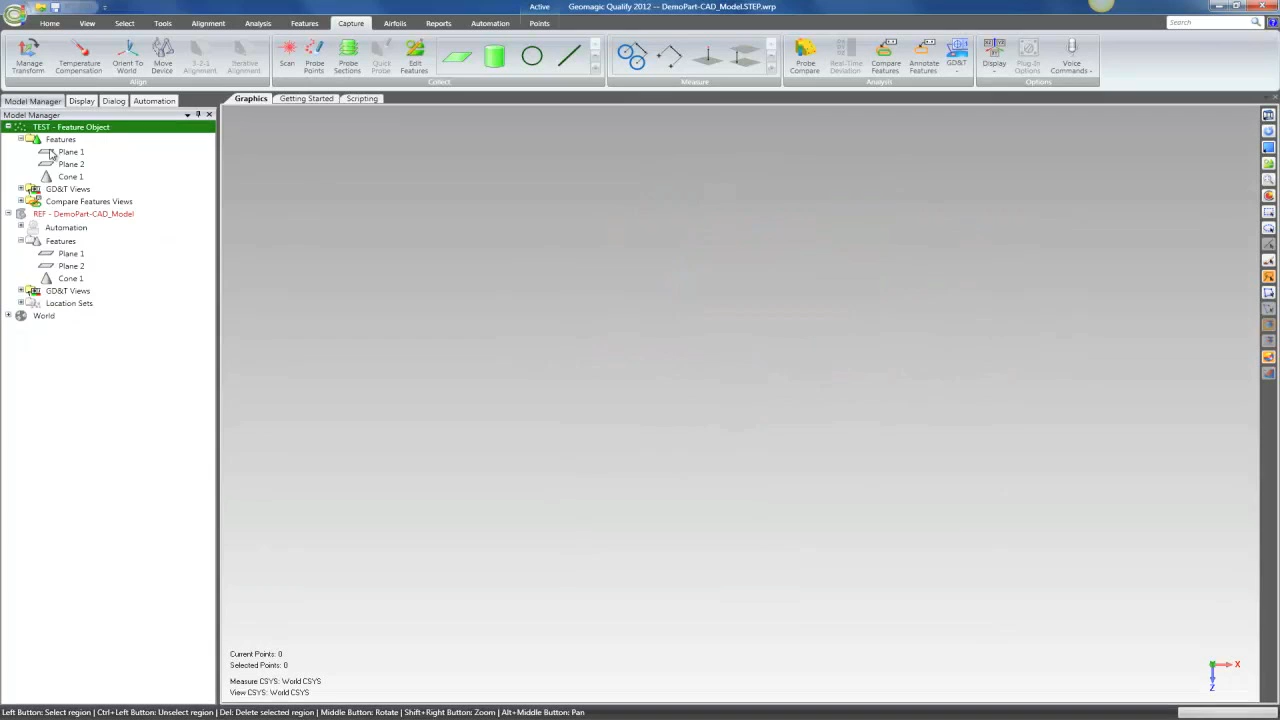 Active
Geomagic Qualify 2012 -- DemoPart-CAD_Model.STEP.wrp
Home View Select Tools Alignment Analysis Features Capture Airfoils Reports Automation Points
Search
Manage Transform
Temperature Compensation
Orient To World
Move Device
3-2-1 Alignment
Iterative Alignment
Scan
Probe Points
Probe Sections
Quick Probe
Edit Features
Probe Compare
Real-Time Deviation
Compare Features
Annotate Features
GD&T
Display
Plug-In Options
Voice Commands
Align
Collect
Measure
Analysis
Options
Model Manager Display Dialog Automation
Graphics Getting Started Scripting
Model Manager
TEST - Feature Object
Features
Plane 1
Plane 2
Cone 1
GD&T Views
Compare Features Views
REF - DemoPart-CAD_Model
Automation
Features
Plane 1
Plane 2
Cone 1
GD&T Views
Location Sets
World
Current Points: 0
Selected Points: 0
Measure CSYS: World CSYS
View CSYS: World CSYS
X
Z
Left Button: Select region | Ctrl+Left Button: Unselect region | Del: Delete selected region | Middle Button: Rotate | Shift+Right Button: Zoom | Alt+Middle Button: Pan